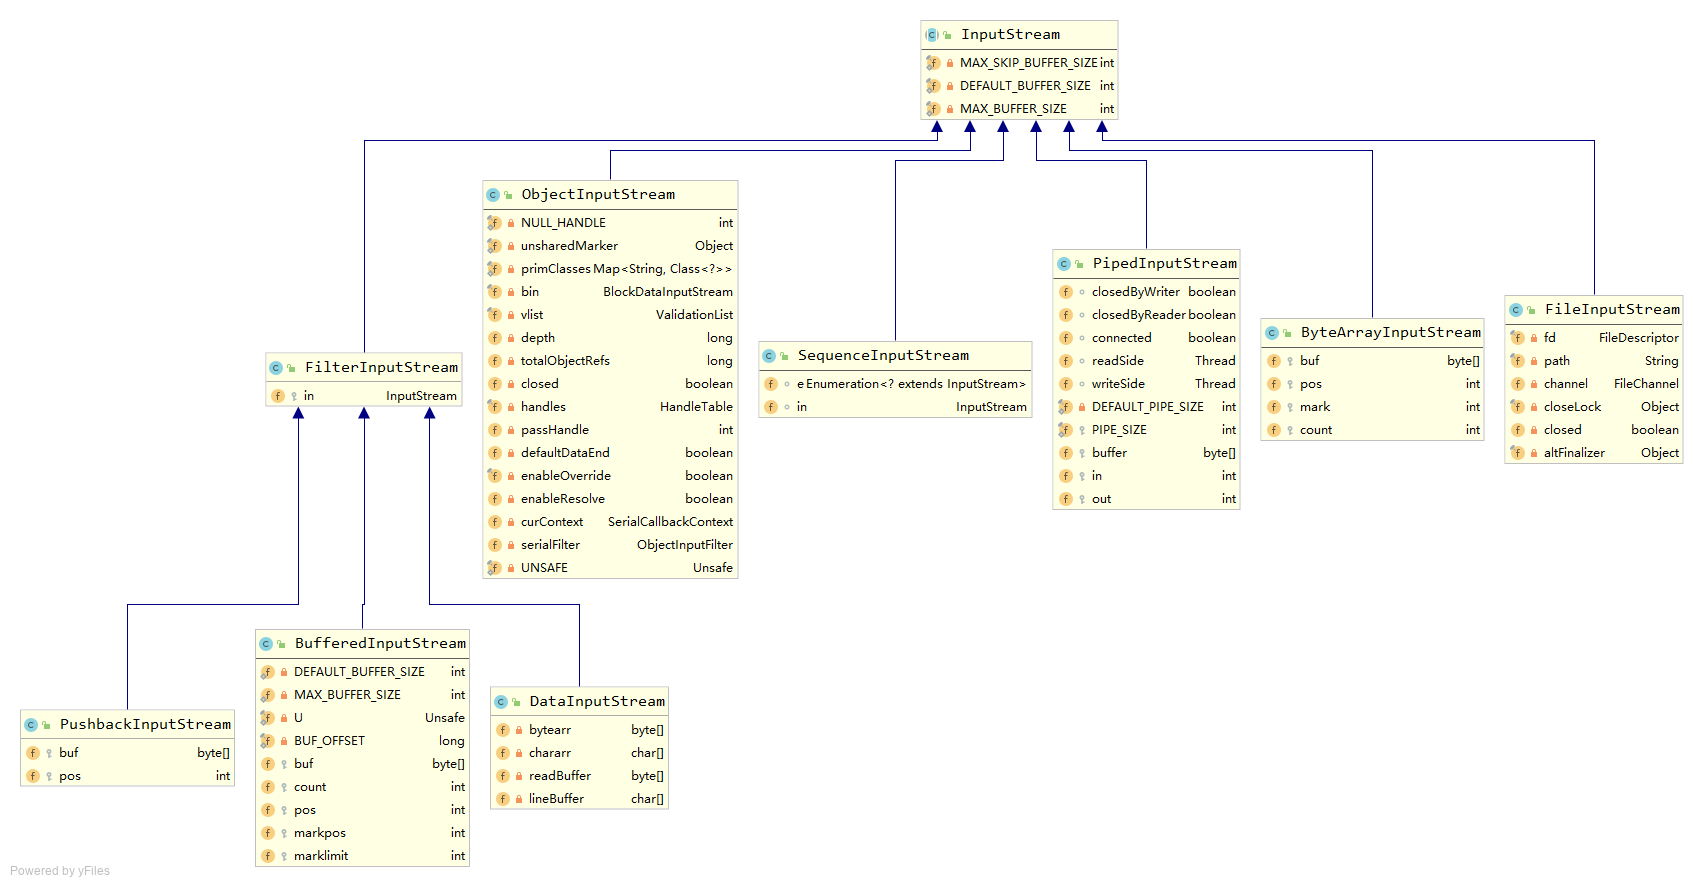 InputStream
MAX_SKIP_BUFFER_SIZE int
DEFAULT_BUFFER_SIZE int
MAX_BUFFER_SIZE int
ObjectInputStream
NULL_HANDLE int
unsharedMarker Object
primClasses Map<String, Class<?>>
bin BlockDataInputStream
vlist ValidationList
depth long
totalObjectRefs long
closed boolean
handles HandleTable
passHandle int
defaultDataEnd boolean
enableOverride boolean
enableResolve boolean
curContext SerialCallbackContext
serialFilter ObjectInputFilter
UNSAFE Unsafe
PipedInputStream
closedByWriter boolean
closedByReader boolean
connected boolean
readSide Thread
writeSide Thread
DEFAULT_PIPE_SIZE int
PIPE_SIZE int
buffer byte[]
in int
out int
FileInputStream
fd FileDescriptor
path String
channel FileChannel
closeLock Object
closed boolean
altFinalizer Object
ByteArrayInputStream
buf byte[]
pos int
mark int
count int
SequenceInputStream
e Enumeration<? extends InputStream>
in InputStream
FilterInputStream
in InputStream
BufferedInputStream
DEFAULT_BUFFER_SIZE int
MAX_BUFFER_SIZE int
U Unsafe
BUF_OFFSET long
buf byte[]
count int
pos int
markpos int
marklimit int
DataInputStream
bytearr byte[]
chararr char[]
readBuffer byte[]
lineBuffer char[]
PushbackInputStream
buf byte[]
pos int
Powered by yFiles